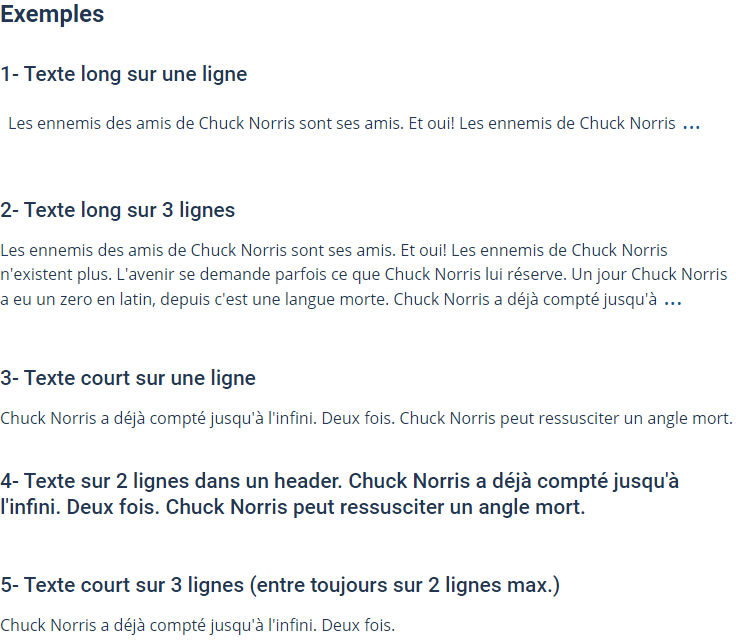 Exemples
1- Texte long sur une ligne
Les ennemis des amis de Chuck Norris sont ses amis. Et oui! Les ennemis de Chuck Norris ...
2- Texte long sur 3 lignes
Les ennemis des amis de Chuck Norris sont ses amis. Et oui! Les ennemis de Chuck Norris
n'existent plus. L'avenir se demande parfois ce que Chuck Norris lui réserve. Un jour Chuck Norris
a eu un zero en latin, depuis c'est une langue morte. Chuck Norris a déjà compté jusqu'à ...
3- Texte court sur une ligne
Chuck Norris a déjà compté jusqu'à l'infini. Deux fois. Chuck Norris peut ressusciter un angle mort.
4- Texte sur 2 lignes dans un header. Chuck Norris a déjà compté jusqu'à
l'infini. Deux fois. Chuck Norris peut ressusciter un angle mort.
5- Texte court sur 3 lignes (entre toujours sur 2 lignes max.)
Chuck Norris a déjà compté jusqu'à l'infini. Deux fois.